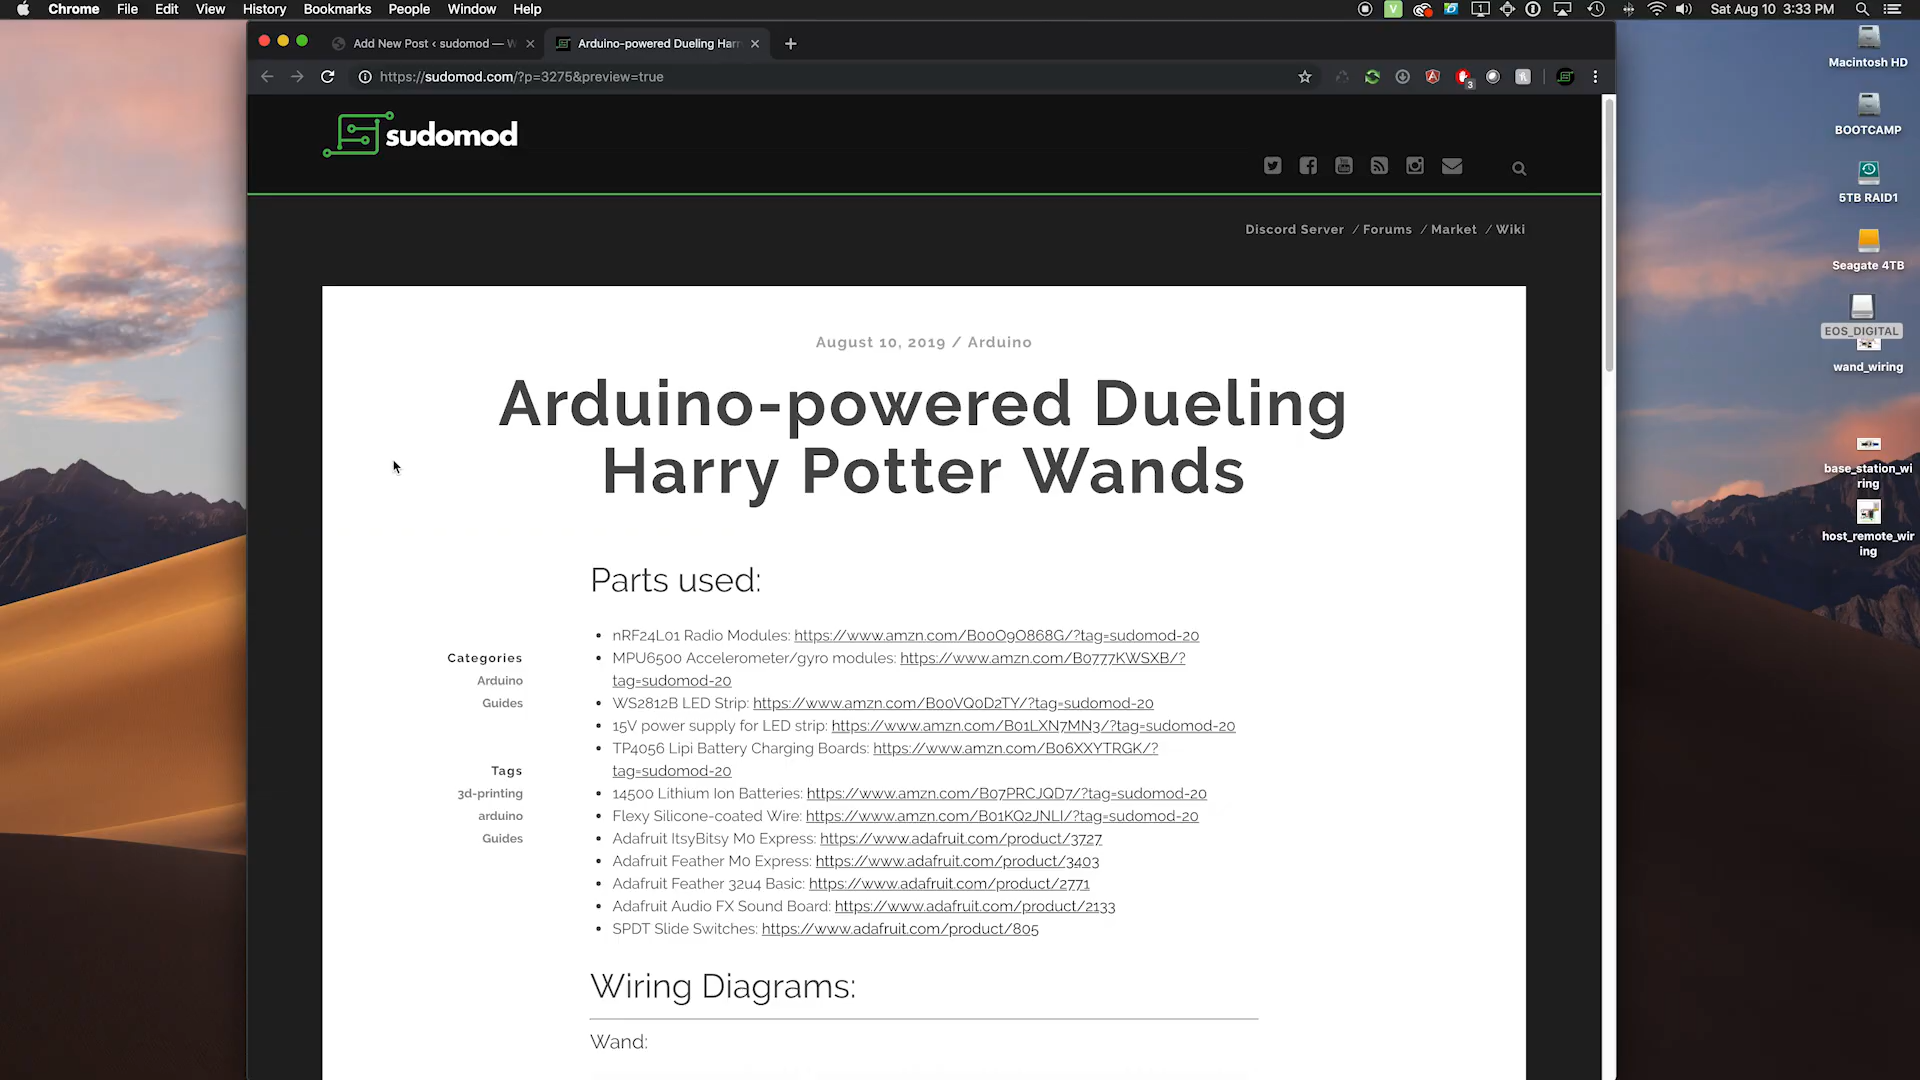 Chrome File Edit View History Bookmarks People Window Help
Sat Aug 10 3:33 PM
Add New Post ‹ sudomod — W
Arduino-powered Dueling Harr
https://sudomod.com/?p=3275&preview=true
3
sudomod
Discord Server / Forums / Market / Wiki
August 10, 2019 / Arduino
Arduino-powered Dueling
Harry Potter Wands
Parts used:
nRF24L01 Radio Modules: https://www.amzn.com/B00O9O868G/?tag=sudomod-20
MPU6500 Accelerometer/gyro modules: https://www.amzn.com/B0777KWSXB/?
tag=sudomod-20
WS2812B LED Strip: https://www.amzn.com/B00VQ0D2TY/?tag=sudomod-20
15V power supply for LED strip: https://www.amzn.com/B01LXN7MN3/?tag=sudomod-20
TP4056 Lipi Battery Charging Boards: https://www.amzn.com/B06XXYTRGK/?
tag=sudomod-20
14500 Lithium Ion Batteries: https://www.amzn.com/B07PRCJQD7/?tag=sudomod-20
Flexy Silicone-coated Wire: https://www.amzn.com/B01KQ2JNLI/?tag=sudomod-20
Adafruit ItsyBitsy M0 Express: https://www.adafruit.com/product/3727
Adafruit Feather M0 Express: https://www.adafruit.com/product/3403
Adafruit Feather 32u4 Basic: https://www.adafruit.com/product/2771
Adafruit Audio FX Sound Board: https://www.adafruit.com/product/2133
SPDT Slide Switches: https://www.adafruit.com/product/805
Categories
Arduino
Guides
Tags
3d-printing
arduino
Guides
Wiring Diagrams:
Wand:
Macintosh HD
BOOTCAMP
5TB RAID1
Seagate 4TB
EOS_DIGITAL
wand_wiring
base_station_wi
ring
host_remote_wir
ing